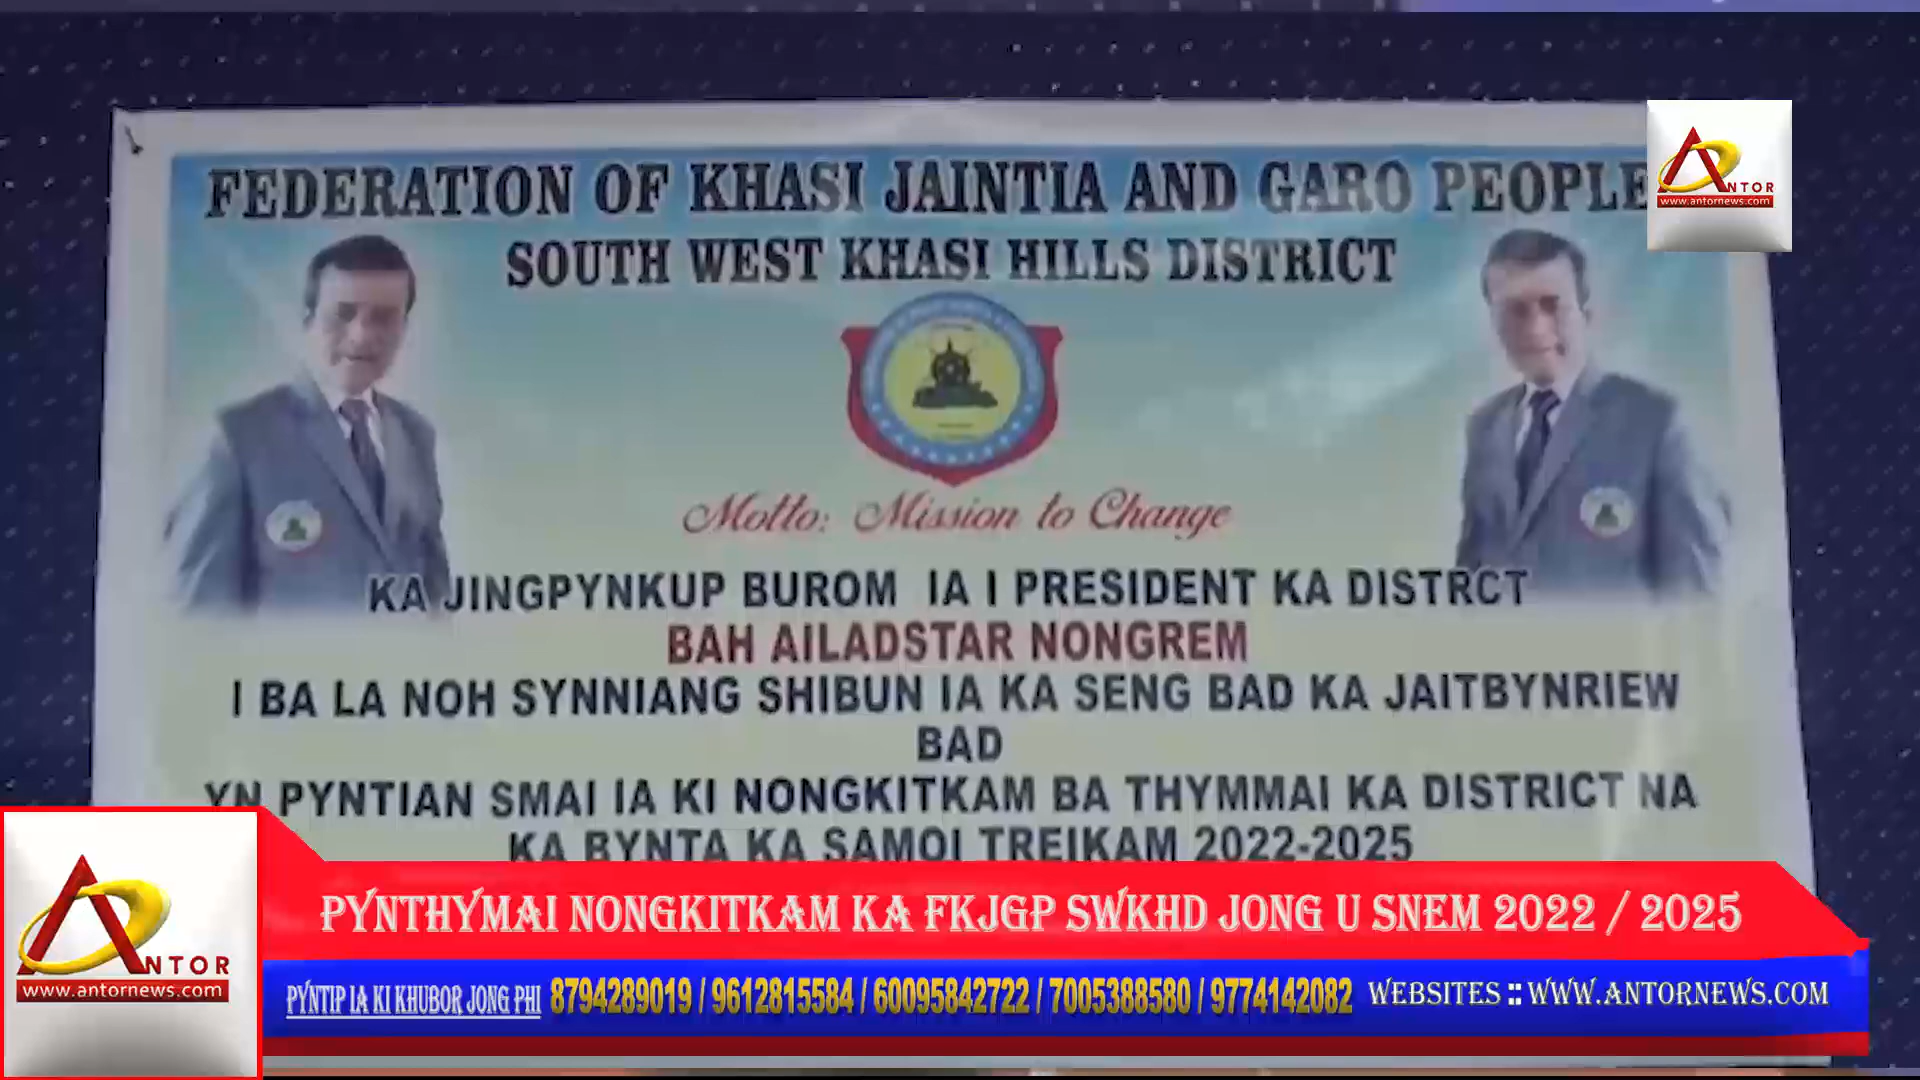 FEDERATION OF KHASI JAINTIA AND GARO PEOPLE
SOUTH WEST KHASI HILLS DISTRICT
Motto: Mission to Change
KA JINGPYNKUP BUROM IA I PRESIDENT KA DISTRCT
BAH AILADSTAR NONGREM
I BA LA NOH SYNNIANG SHIBUN IA KA SENG BAD KA JAITBYNRIEW
BAD
YN PYNTIAN SMAI IA KI NONGKITKAM BA THYMMAI KA DISTRICT NA
KA BYNTA KA SAMOI TREIKAM 2022-2025
ANTOR
www.antornews.com
PYNTHYMAI NONGKITKAM KA FKJGP SWKHD JONG U SNEM 2022 / 2025
ANTOR
www.antornews.com
PYNTIP IA KI KHUBOR JONG PHI 8794289019 / 9612815584 / 60095842722 / 7005388580 / 9774142082 WEBSITES :: WWW.ANTORNEWS.COM